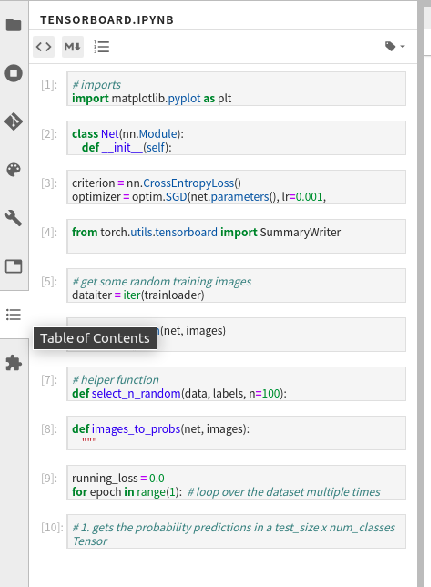 TENSORBOARD.IPYNB
<> M↓
[1]: # imports
import matplotlib.pyplot as plt
[2]: class Net(nn.Module):
def __init__(self):
[3]: criterion = nn.CrossEntropyLoss()
optimizer = optim.SGD(net.parameters(), lr=0.001,
[4]: from torch.utils.tensorboard import SummaryWriter
[5]: # get some random training images
dataiter = iter(trainloader)
(net, images)
Table of Contents
[7]: # helper function
def select_n_random(data, labels, n=100):
[8]: def images_to_probs(net, images):
"""
[9]: running_loss = 0.0
for epoch in range(1): # loop over the dataset multiple times
[10]: # 1. gets the probability predictions in a test_size x num_classes
Tensor